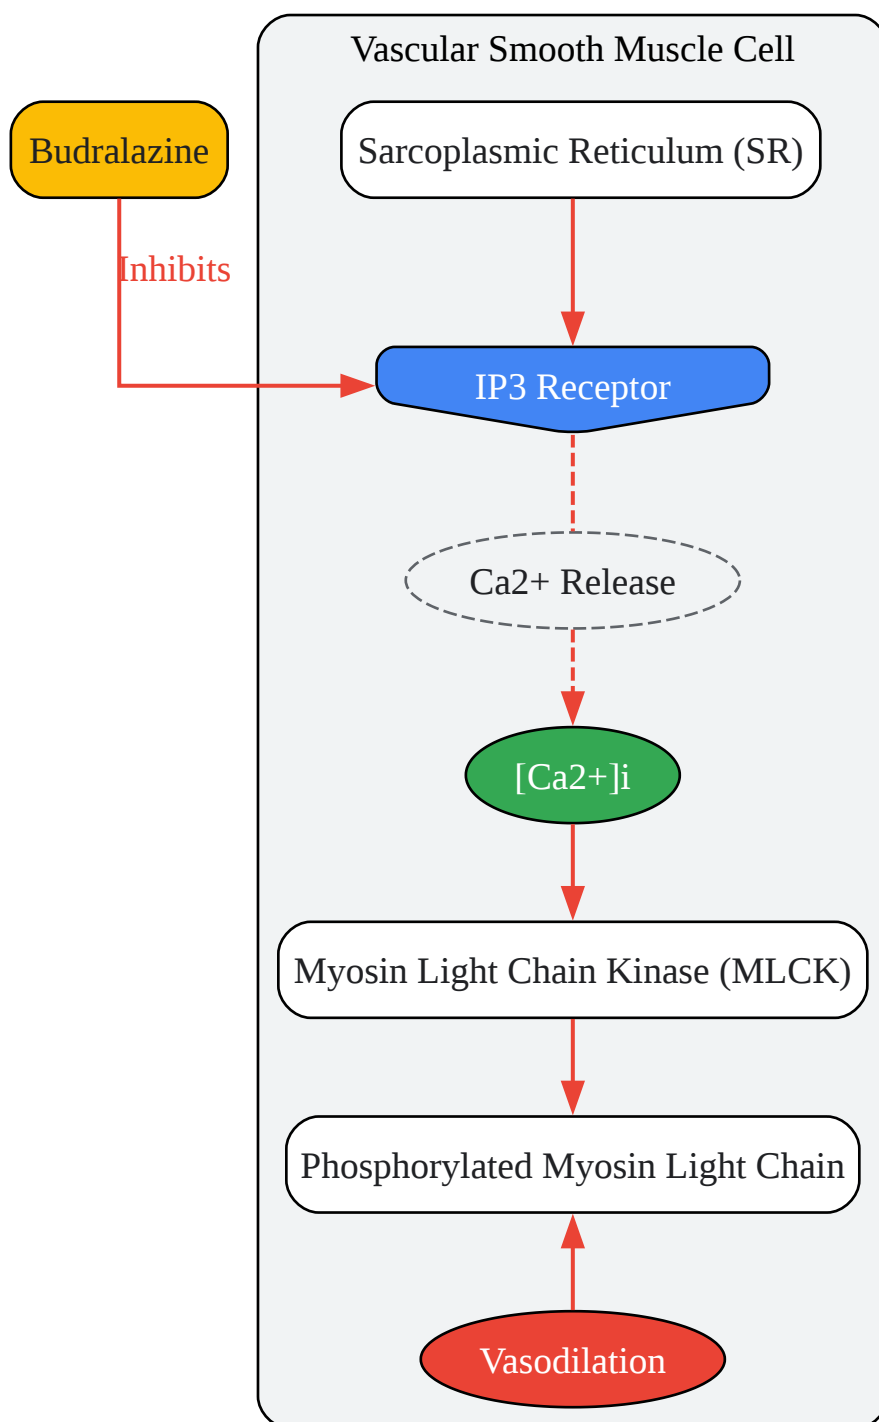 Vascular Smooth Muscle Cell
Budralazine
Sarcoplasmic Reticulum (SR)
Inhibits
IP3 Receptor
Ca2+ Release
[Ca2+]i
Myosin Light Chain Kinase (MLCK)
Phosphorylated Myosin Light Chain
Vasodilation